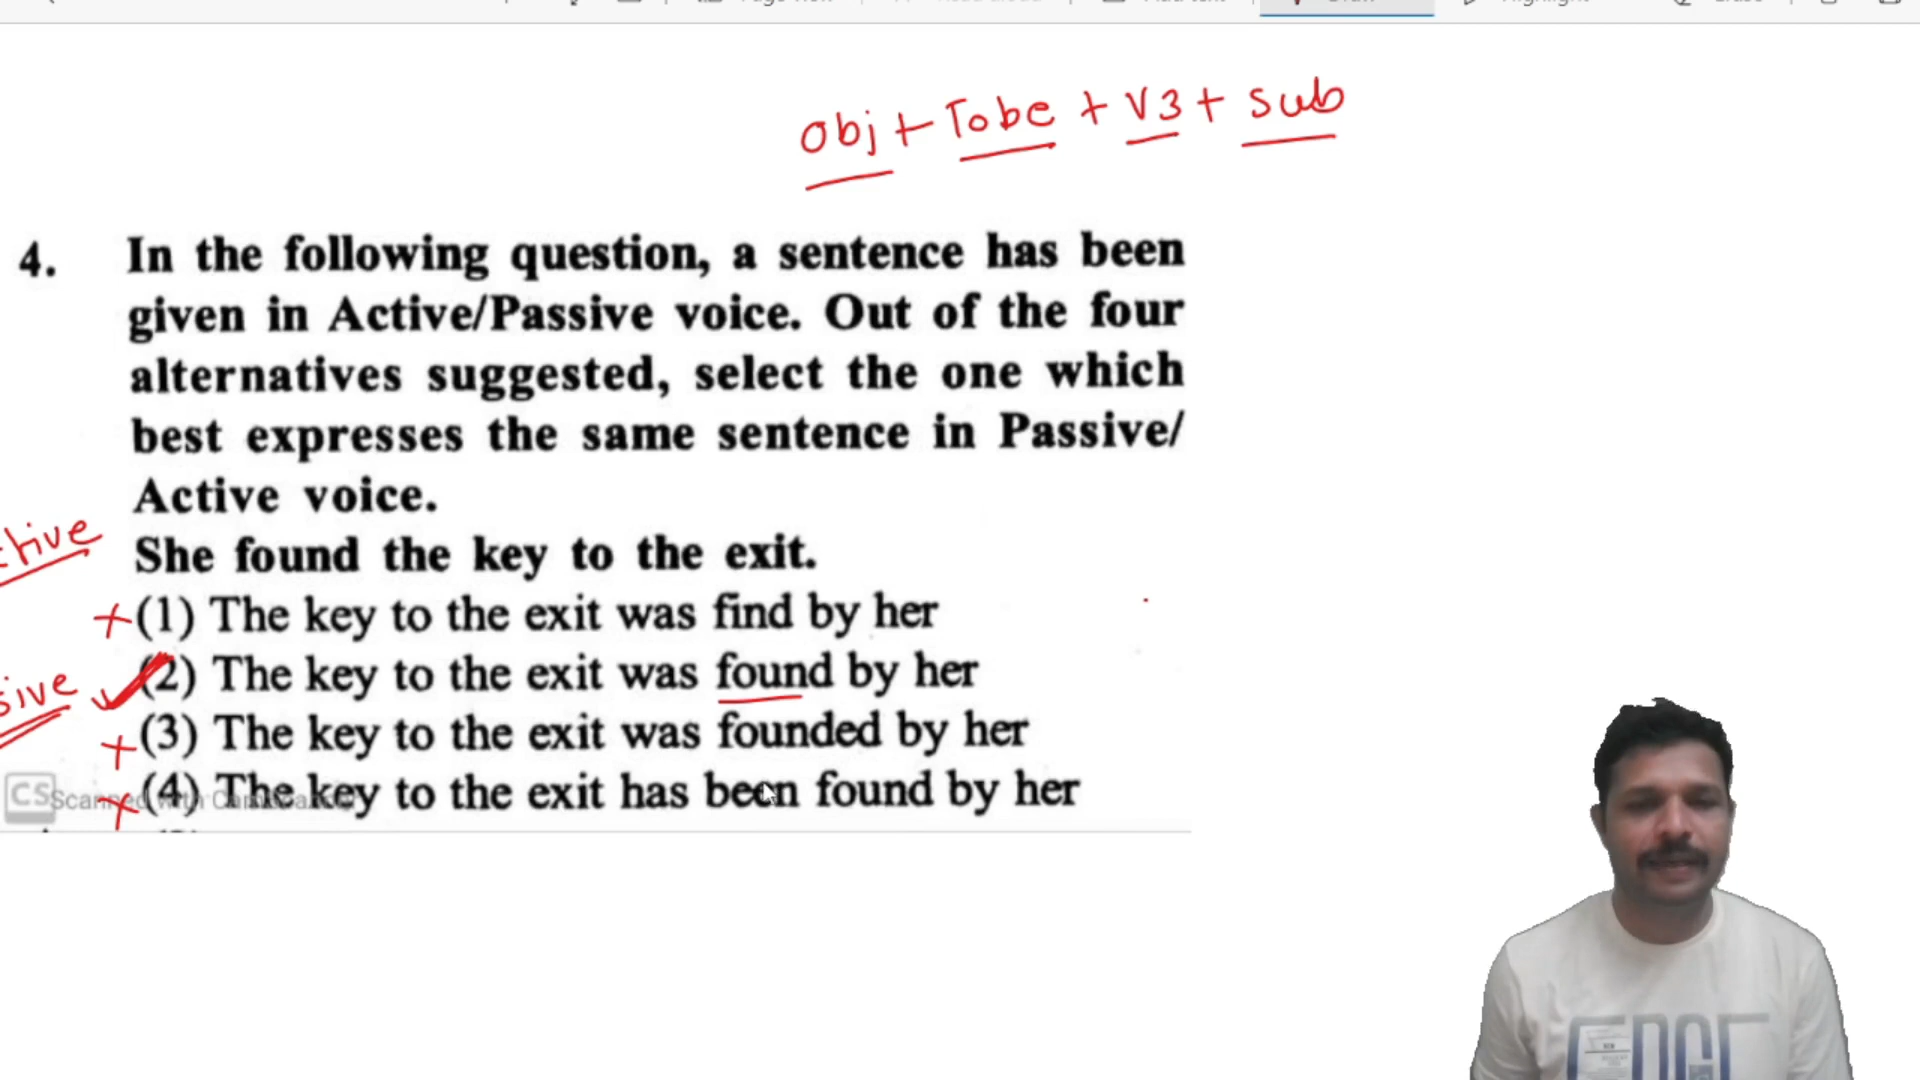 Obj + Tobe + V3 + Sub
4. In the following question, a sentence has been
given in Active/Passive voice. Out of the four
alternatives suggested, select the one which
best expresses the same sentence in Passive/
Active voice.
She found the key to the exit.
(1) The key to the exit was find by her
(2) The key to the exit was found by her
(3) The key to the exit was founded by her
(4) The key to the exit has been found by her
CS Scanned with CamScanner